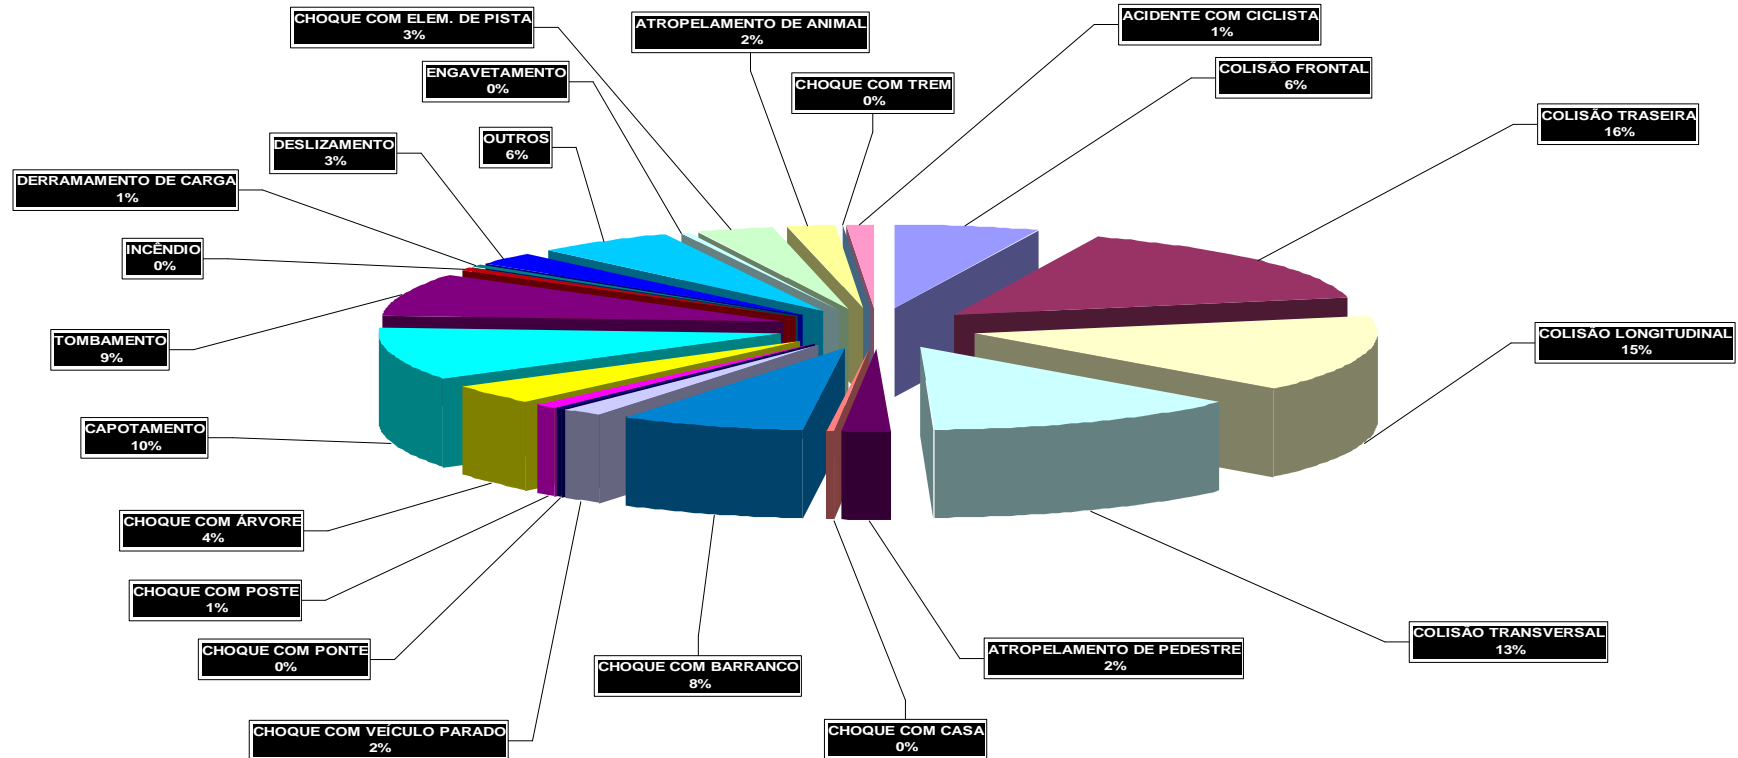 CHOQUE COM ELEM. DE PISTA
3%
ATROPELAMENTO DE ANIMAL
2%
ACIDENTE COM CICLISTA
1%
ENGAVETAMENTO
0%
CHOQUE COM TREM
0%
COLISÃO FRONTAL
6%
COLISÃO TRASEIRA
16%
DESLIZAMENTO
3%
OUTROS
6%
DERRAMAMENTO DE CARGA
1%
INCÊNDIO
0%
TOMBAMENTO
9%
COLISÃO LONGITUDINAL
15%
CAPOTAMENTO
10%
CHOQUE COM ÁRVORE
4%
CHOQUE COM POSTE
1%
CHOQUE COM PONTE
0%
CHOQUE COM BARRANCO
8%
ATROPELAMENTO DE PEDESTRE
2%
COLISÃO TRANSVERSAL
13%
CHOQUE COM VEÍCULO PARADO
2%
CHOQUE COM CASA
0%